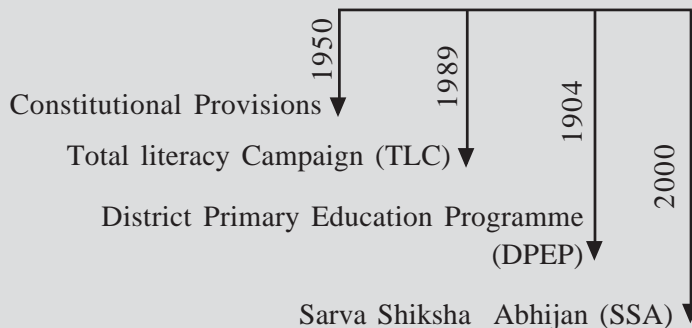 1950
Constitutional Provisions
1989
Total literacy Campaign (TLC)
1904
District Primary Education Programme
(DPEP)
2000
Sarva Shiksha Abhijan (SSA)